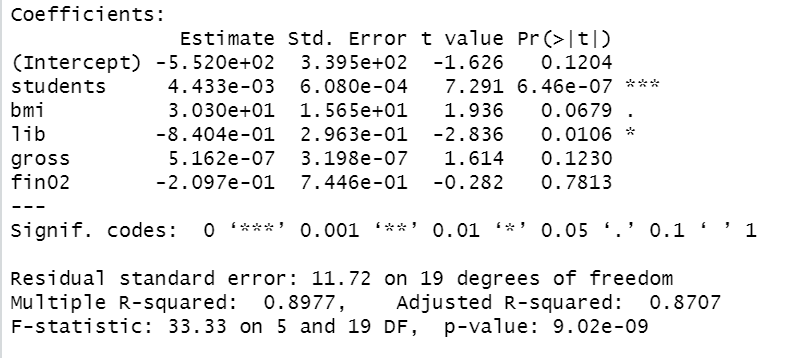 Coefficients:
Estimate Std. Error t value Pr(>|t|)
(Intercept) -5.520e+02 3.395e+02 -1.626 0.1204
students 4.433e-03 6.080e-04 7.291 6.46e-07 ***
bmi 3.030e+01 1.565e+01 1.936 0.0679 .
lib -8.404e-01 2.963e-01 -2.836 0.0106 *
gross 5.162e-07 3.198e-07 1.614 0.1230
fin02 -2.097e-01 7.446e-01 -0.282 0.7813
---
Signif. codes: 0 ‘***’ 0.001 ‘**’ 0.01 ‘*’ 0.05 ‘.’ 0.1 ‘ ’ 1
Residual standard error: 11.72 on 19 degrees of freedom
Multiple R-squared: 0.8977, Adjusted R-squared: 0.8707
F-statistic: 33.33 on 5 and 19 DF, p-value: 9.02e-09